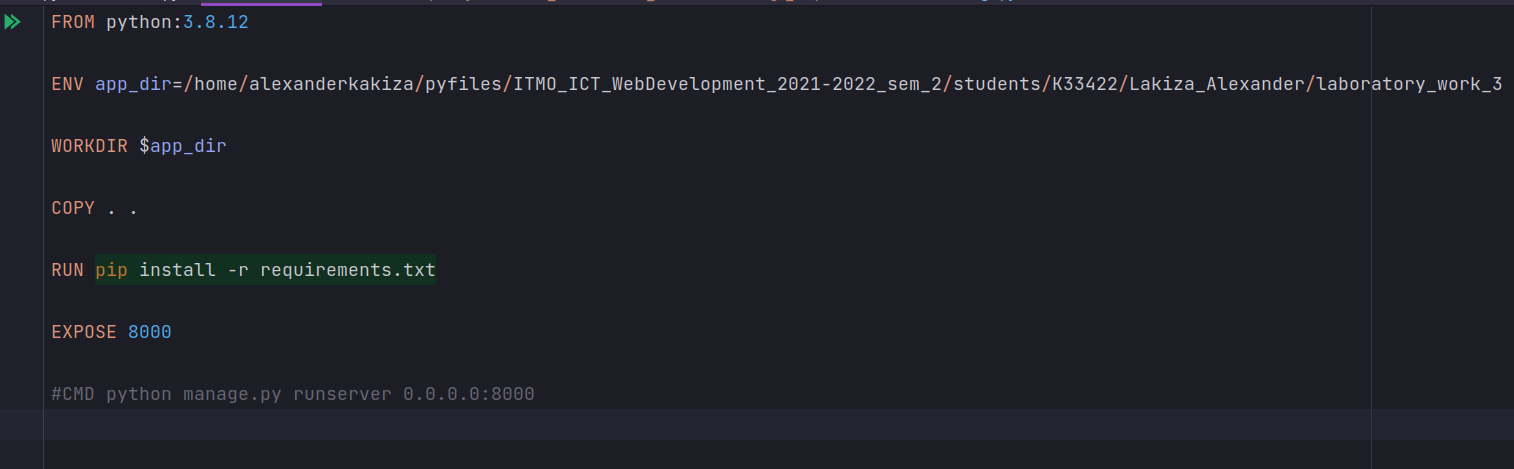 FROM python:3.8.12
ENV app_dir=/home/alexanderkakiza/pyfiles/ITMO_ICT_WebDevelopment_2021-2022_sem_2/students/K33422/Lakiza_Alexander/laboratory_work_3
WORKDIR $app_dir
COPY . .
RUN pip install -r requirements.txt
EXPOSE 8000
#CMD python manage.py runserver 0.0.0.0:8000